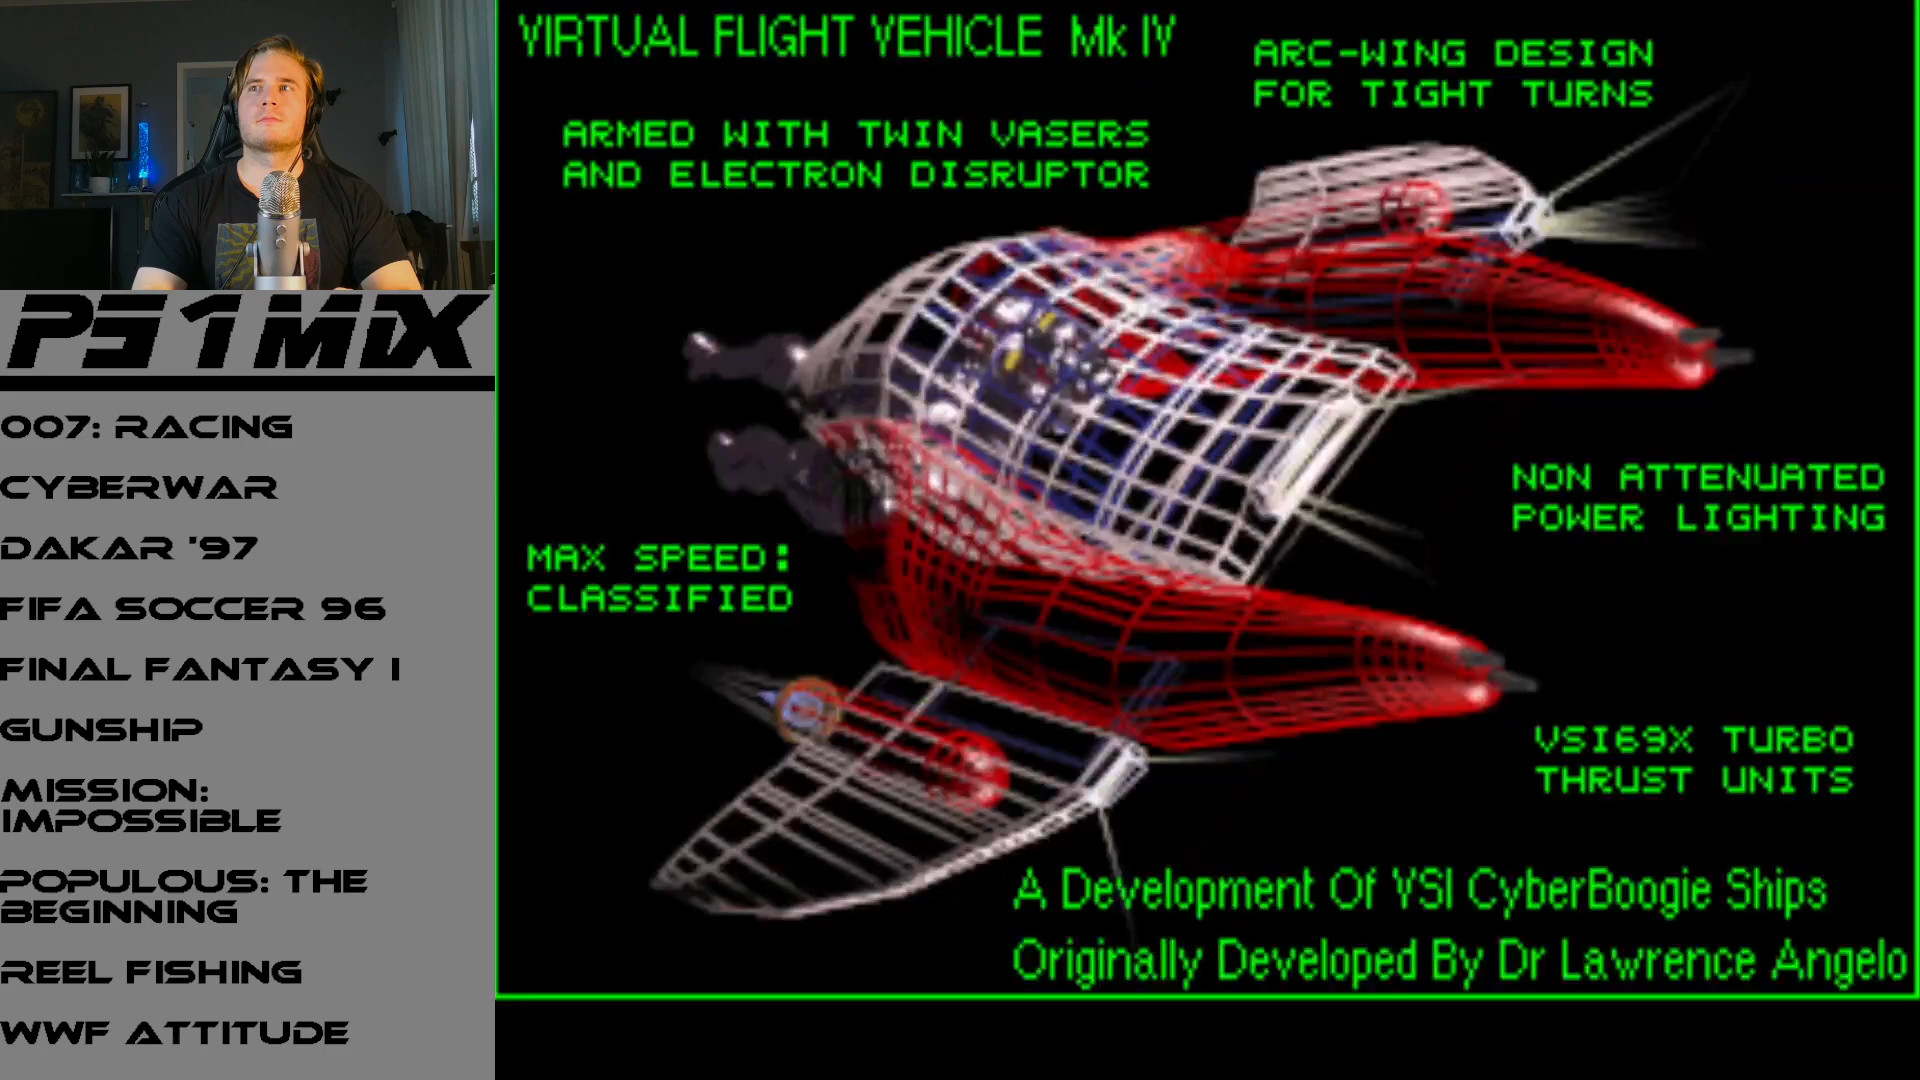 PS1 MIX
007: RACING
CYBERWAR
DAKAR '97
FIFA SOCCER 96
FINAL FANTASY I
GUNSHIP
MISSION:
IMPOSSIBLE
POPULOUS: THE
BEGINNING
REEL FISHING
WWF ATTITUDE
VIRTUAL FLIGHT VEHICLE Mk IV
ARC-WING DESIGN
FOR TIGHT TURNS
ARMED WITH TWIN VASERS
AND ELECTRON DISRUPTOR
NON ATTENUATED
POWER LIGHTING
MAX SPEED:
CLASSIFIED
VSI69X TURBO
THRUST UNITS
A Development Of VSI CyberBoogie Ships
Originally Developed By Dr Lawrence Angelo